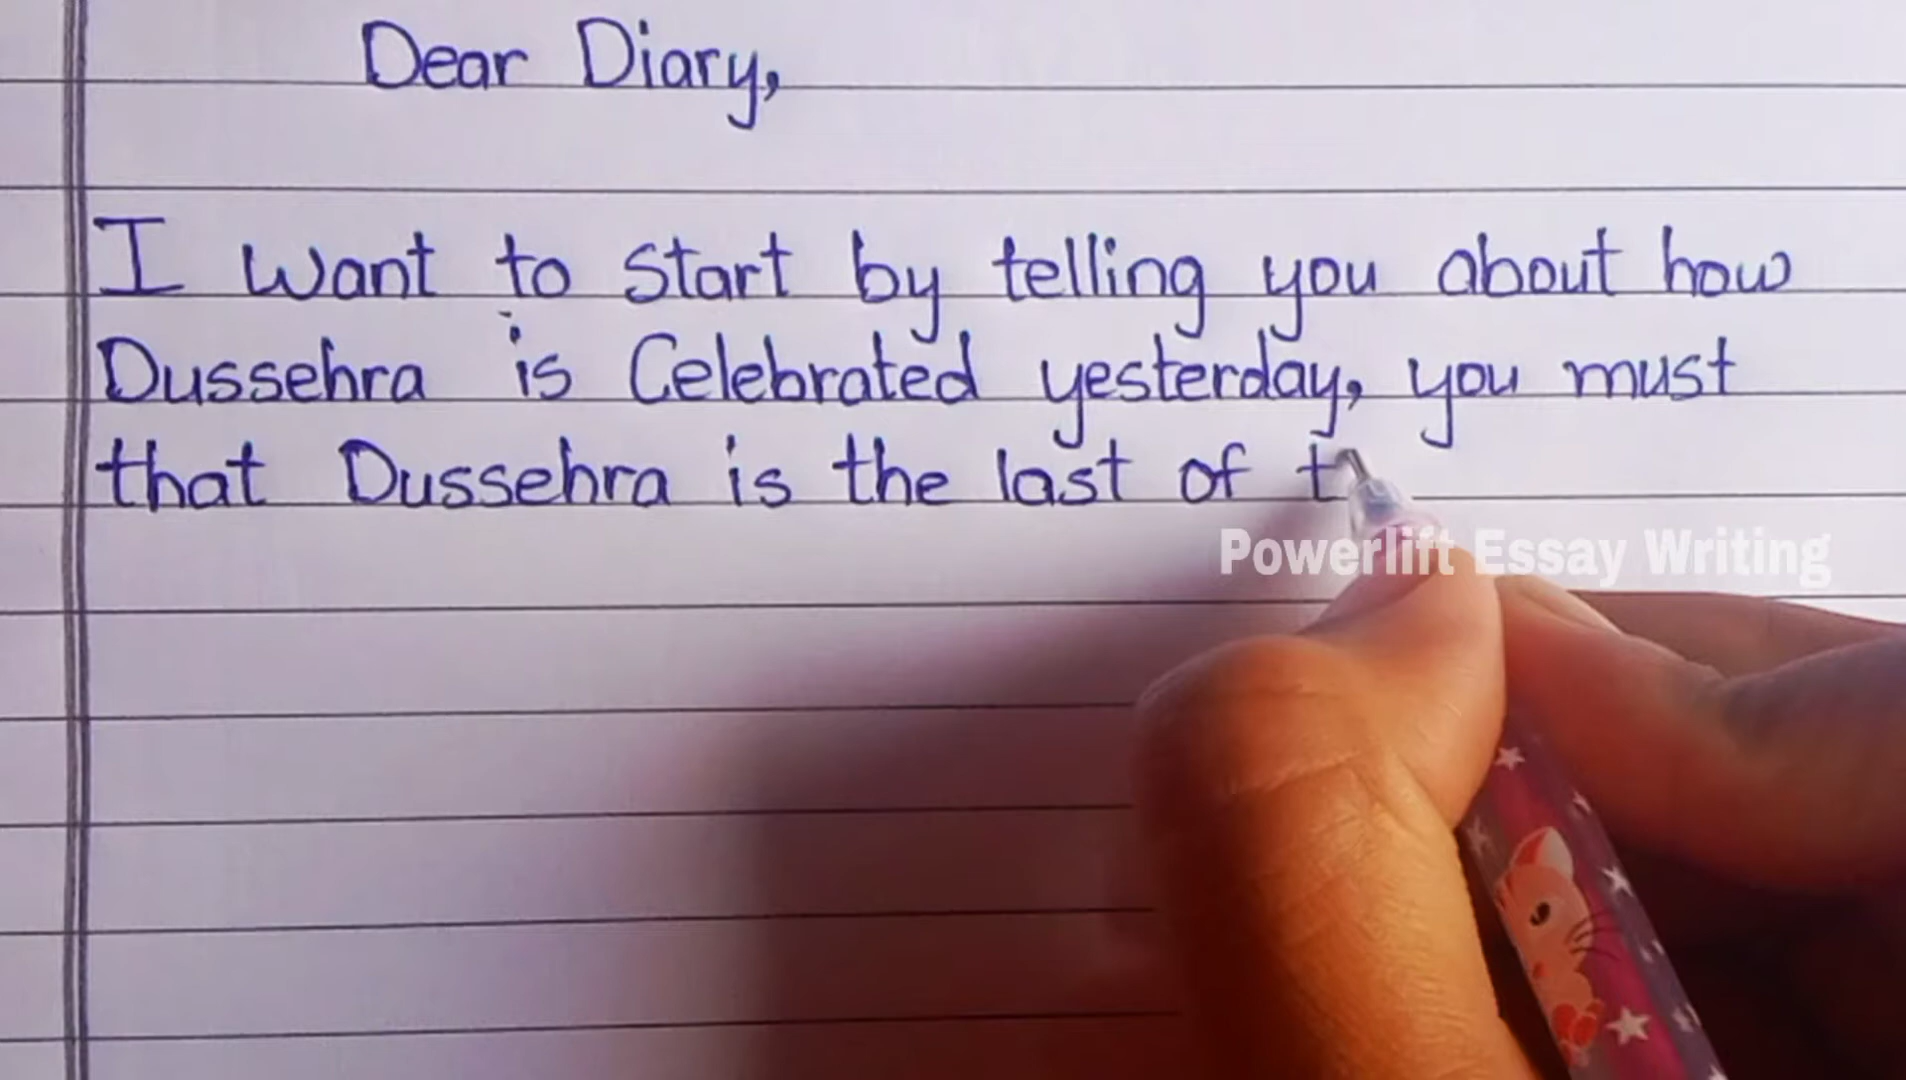 Dear Diary,
I want to start by telling you about how
Dussehra is Celebrated yesterday, you must
that Dussehra is the last of t
Powerlift Essay Writing